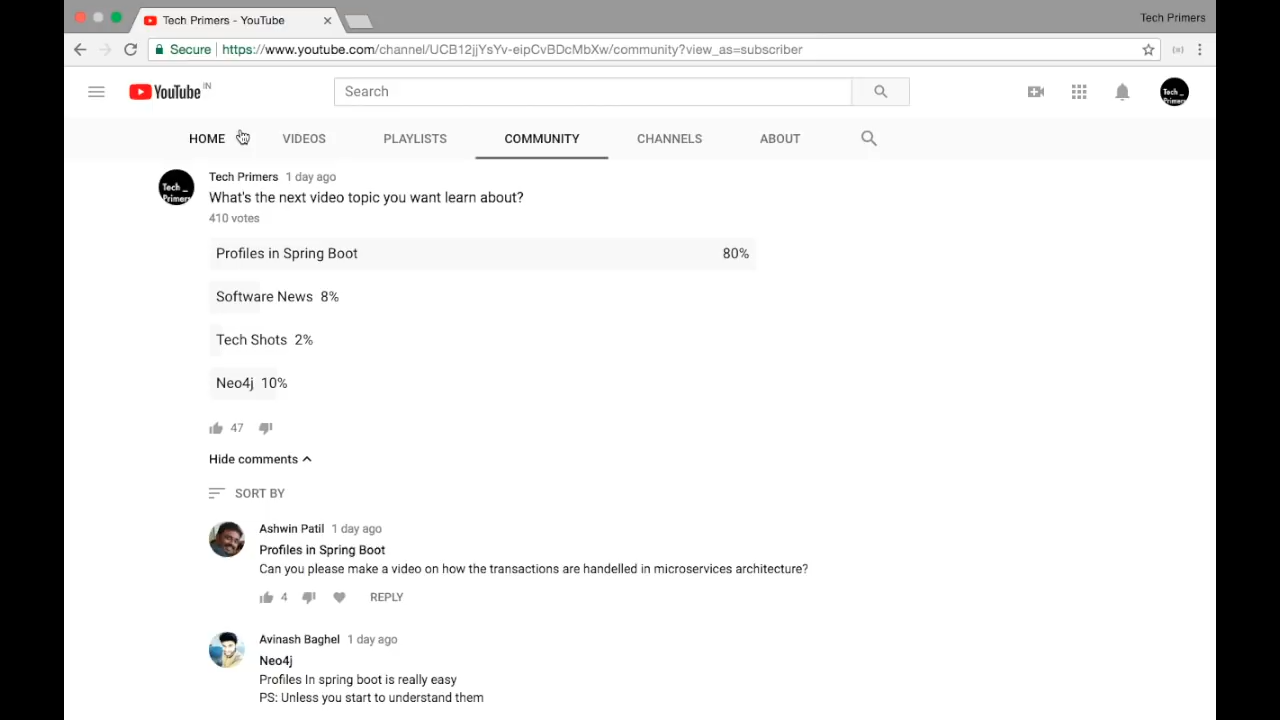 Tech Primers - YouTube
Tech Primers
Secure https://www.youtube.com/channel/UCB12jjYsYv-eipCvBDcMbXw/community?view_as=subscriber
YouTube IN
Search
Tech _
Primers
HOME VIDEOS PLAYLISTS COMMUNITY CHANNELS ABOUT
Tech _
Primers
Tech Primers 1 day ago
What's the next video topic you want learn about?
410 votes
Profiles in Spring Boot 80%
Software News 8%
Tech Shots 2%
Neo4j 10%
47
Hide comments
SORT BY
Ashwin Patil 1 day ago
Profiles in Spring Boot
Can you please make a video on how the transactions are handelled in microservices architecture?
4 REPLY
Avinash Baghel 1 day ago
Neo4j
Profiles In spring boot is really easy
PS: Unless you start to understand them